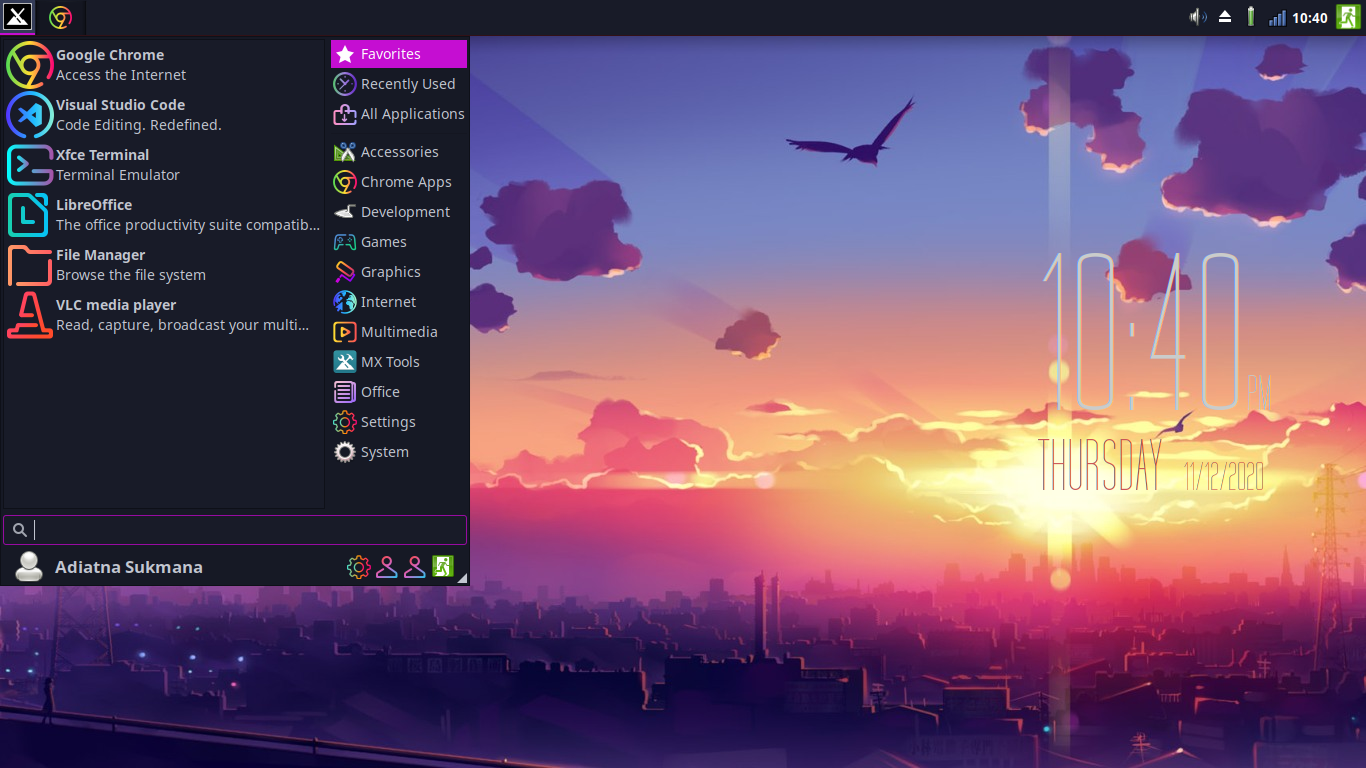 10:40
Google Chrome
Access the Internet
Visual Studio Code
Code Editing. Redefined.
Xfce Terminal
Terminal Emulator
LibreOffice
The office productivity suite compatib...
File Manager
Browse the file system
VLC media player
Read, capture, broadcast your multi...
Favorites
Recently Used
All Applications
Accessories
Chrome Apps
Development
Games
Graphics
Internet
Multimedia
MX Tools
Office
Settings
System
Adiatna Sukmana
10:40 PM
THURSDAY 11/12/2020